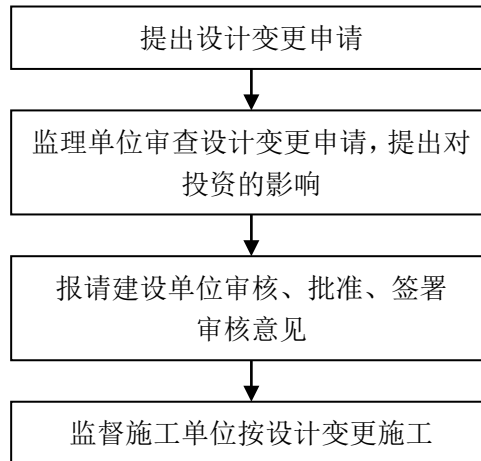 提出设计变更申请
监理单位审查设计变更申请，提出对
投资的影响
报请建设单位审核、批准、签署
审核意见
监督施工单位按设计变更施工